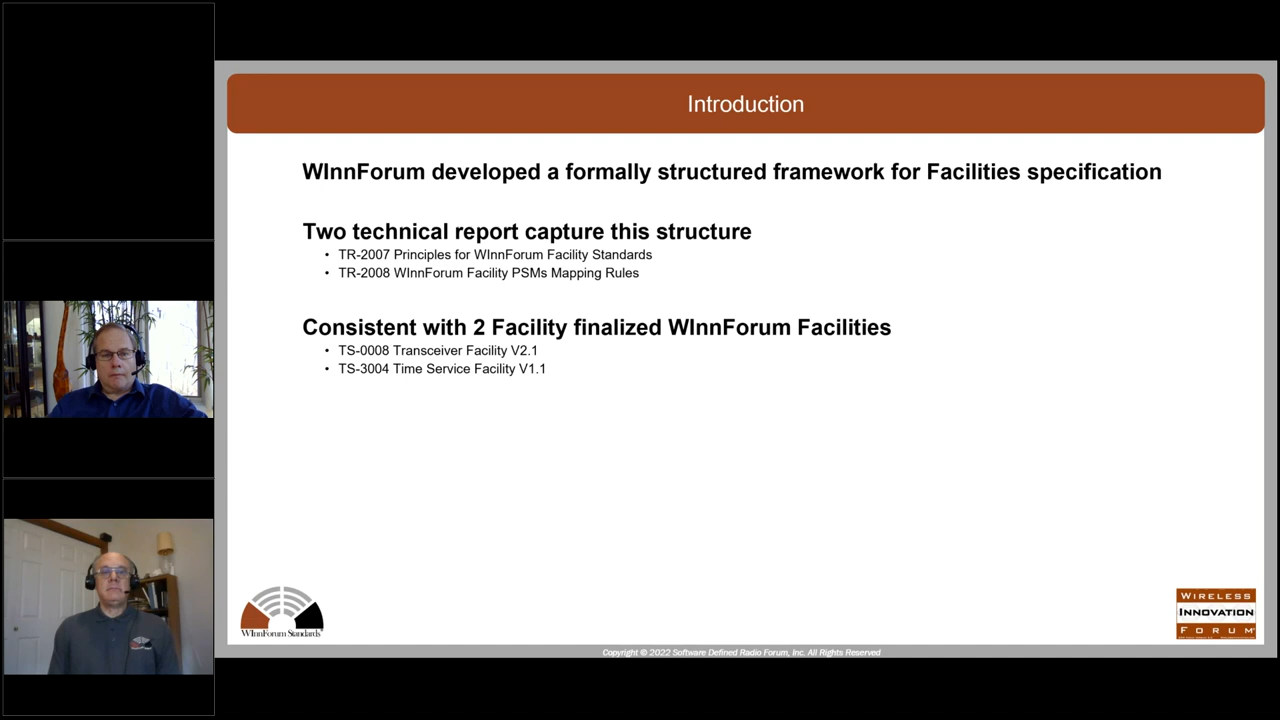 Introduction
WInnForum developed a formally structured framework for Facilities specification
Two technical report capture this structure
• TR-2007 Principles for WInnForum Facility Standards
• TR-2008 WInnForum Facility PSMs Mapping Rules
Consistent with 2 Facility finalized WInnForum Facilities
• TS-0008 Transceiver Facility V2.1
• TS-3004 Time Service Facility V1.1
WInnForum Standards
WIRELESS
INNOVATION
FORUM
Copyright © 2022 Software Defined Radio Forum, Inc. All Rights Reserved